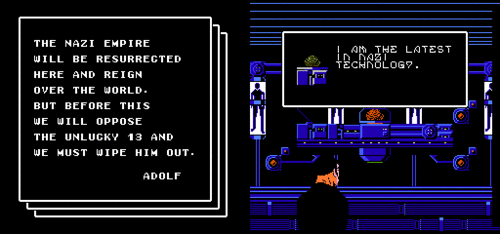 THE NAZI EMPIRE
WILL BE RESURRECTED
HERE AND REIGN
OVER THE WORLD.
BUT BEFORE THIS
WE WILL OPPOSE
THE UNLUCKY 13 AND
WE MUST WIPE HIM OUT.
ADOLF
I AM THE LATEST
IN NAZI
TECHNOLOGY.